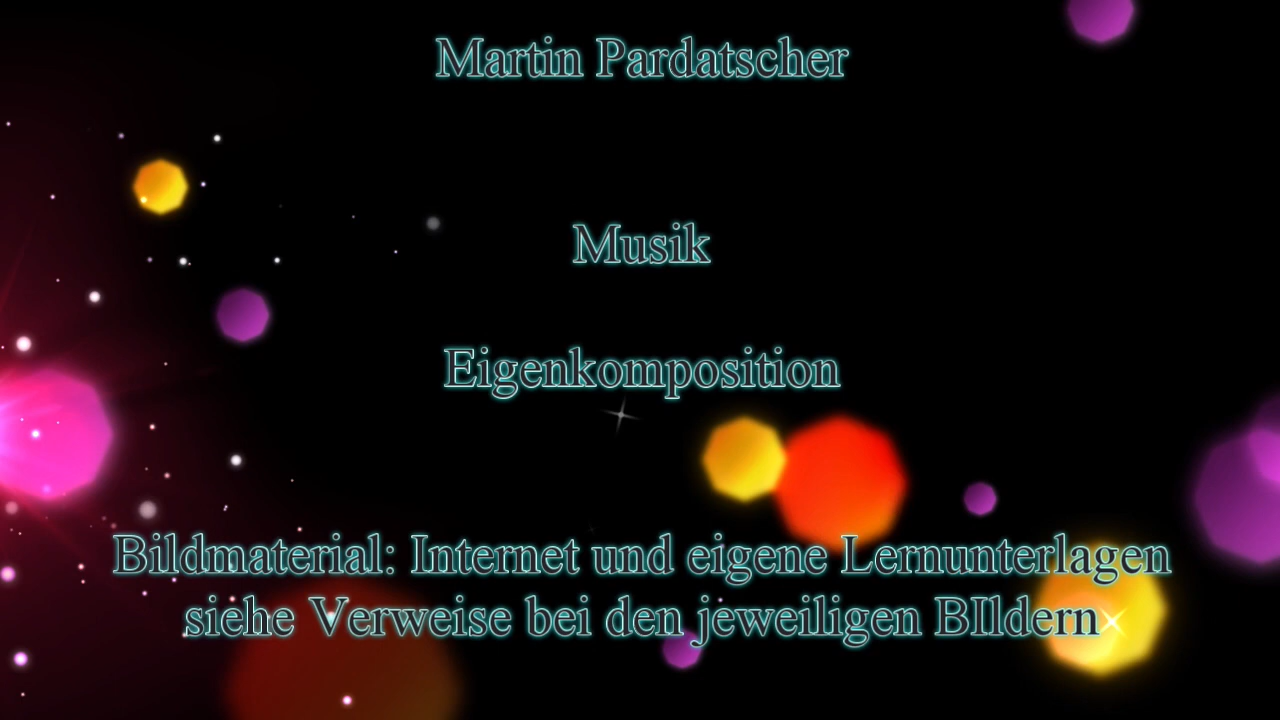 Martin Pardatscher
Musik
Eigenkomposition
Bildmaterial: Internet und eigene Lernunterlagen
siehe Verweise bei den jeweiligen BIldern